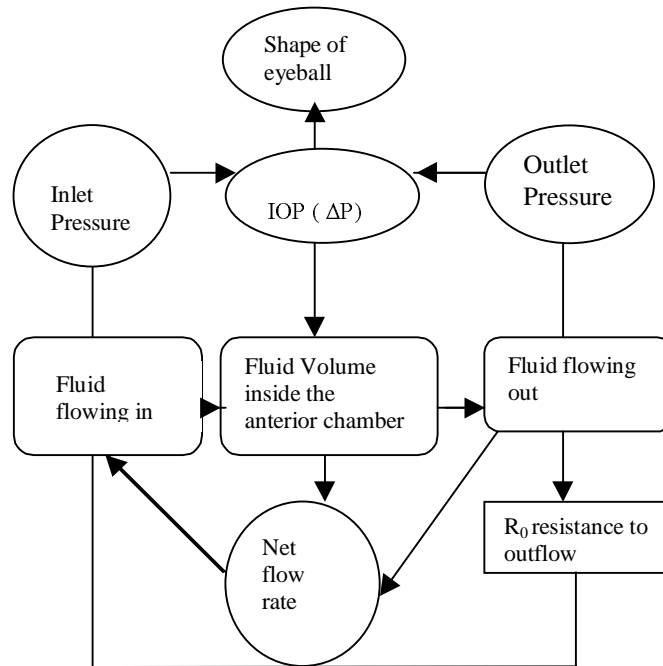 Shape of
eyeball
Inlet
Pressure
IOP ( ΔP)
Outlet
Pressure
Fluid
flowing in
Fluid Volume
inside the
anterior chamber
Fluid flowing
out
Net
flow
rate
R₀ resistance to
outflow